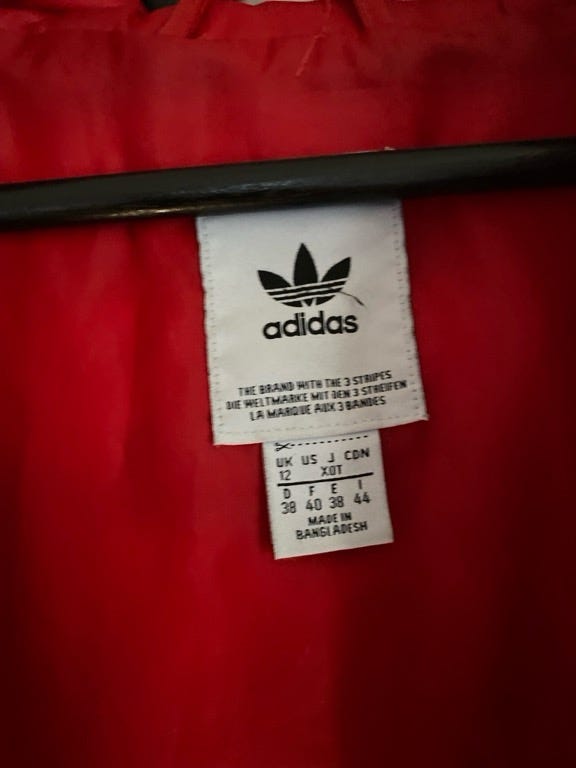 adidas
THE BRAND WITH THE 3 STRIPES
DIE WELTMARKE MIT DEN 3 STREIFEN
LA MARQUE AUX 3 BANDES
UK US J CDN
12 XOT
D F E I
38 40 38 44
MADE IN
BANGLADESH